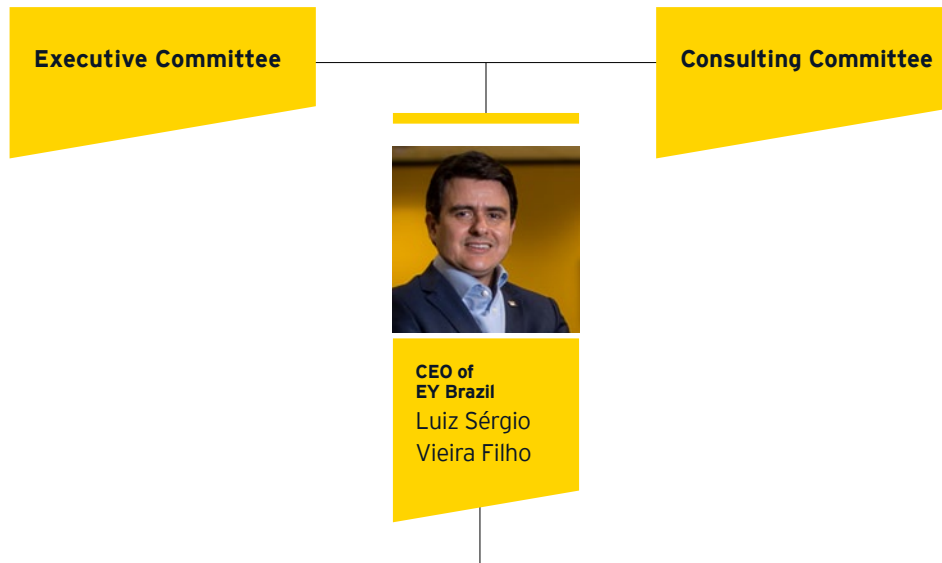 Executive Committee
Consulting Committee
CEO of
EY Brazil
Luiz Sérgio
Vieira Filho